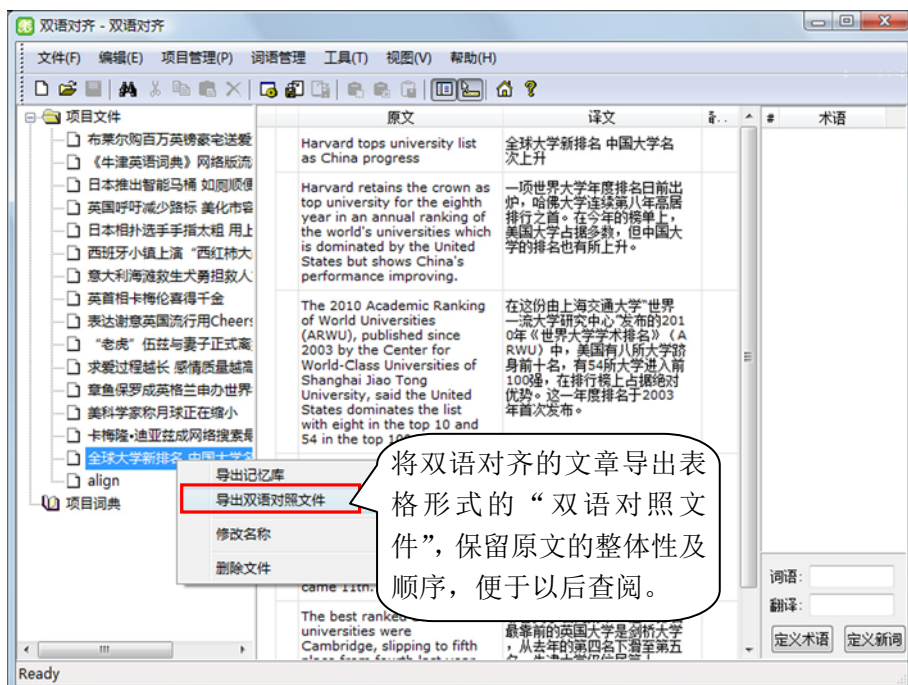 双语对齐 - 双语对齐
文件(F) 编辑(E) 项目管理(P) 词语管理 工具(T) 视图(V) 帮助(H)
项目文件
布莱尔购百万英镑豪宅送爱
《牛津英语词典》网络版流
日本推出智能马桶 如厕顺便
英国呼吁减少路标 美化市容
日本相扑选手手指太粗 用上
西班牙小镇上演“西红柿大
意大利海滩救生犬勇担救人
英首相卡梅伦喜得千金
表达谢意英国流行用Cheers
“老虎”伍兹与妻子正式离
求爱过程越长 感情质量越高
章鱼保罗成英格兰申办世界
美科学家称月球正在缩小
卡梅隆·迪亚兹成网络搜索最
全球大学新排名 中国大学名
align
项目词典
原文 译文
Harvard tops university list
as China progress
全球大学新排名 中国大学名
次上升
Harvard retains the crown as
top university for the eighth
year in an annual ranking of
the world's universities which
is dominated by the United
States but shows China's
performance improving.
一项世界大学年度排名日前出
炉，哈佛大学连续第八年高居
排行之首。在今年的榜单上，
美国大学占据多数，但中国大
学的排名也有所上升。
The 2010 Academic Ranking
of World Universities
(ARWU), published since
2003 by the Center for
World-Class Universities of
Shanghai Jiao Tong
University, said the United
States dominates the list
with eight in the top 10 and
54 in the top 100
在这份由上海交通大学“世界
一流大学研究中心”发布的201
0年《世界大学学术排名》（A
RWU）中，美国有八所大学跻
身前十名，有54所大学进入前
100强，在排行榜上占据绝对
优势。这一年度排名于2003
年首次发布。
came 11th.
The best ranked
universities were
Cambridge, slipping to fifth
place from fourth last year
最靠前的英国大学是剑桥大学
，从去年的第四名下滑至第五
导出记忆库
导出双语对照文件
修改名称
删除文件
将双语对齐的文章导出表
格形式的“双语对照文
件”，保留原文的整体性及
顺序，便于以后查阅。
# 术语
词语：
翻译：
定义术语 定义新词
Ready